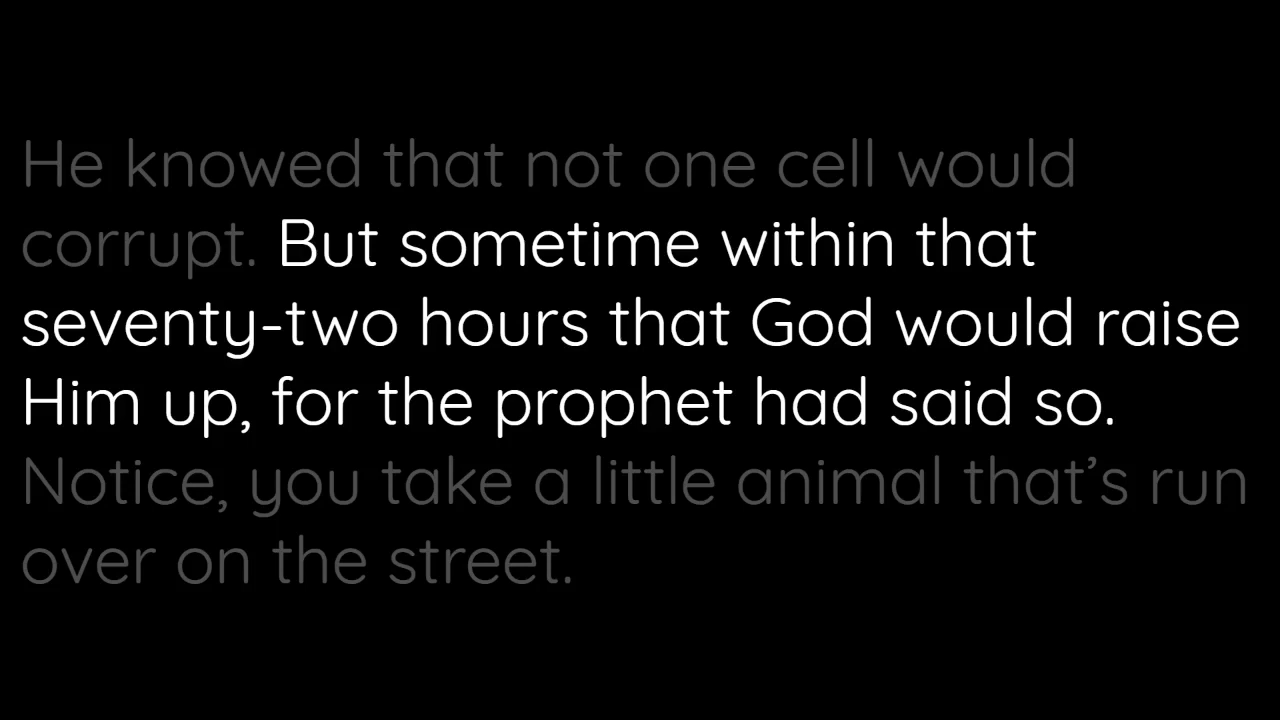 He knowed that not one cell would
corrupt. But sometime within that
seventy-two hours that God would raise
Him up, for the prophet had said so.
Notice, you take a little animal that’s run
over on the street.